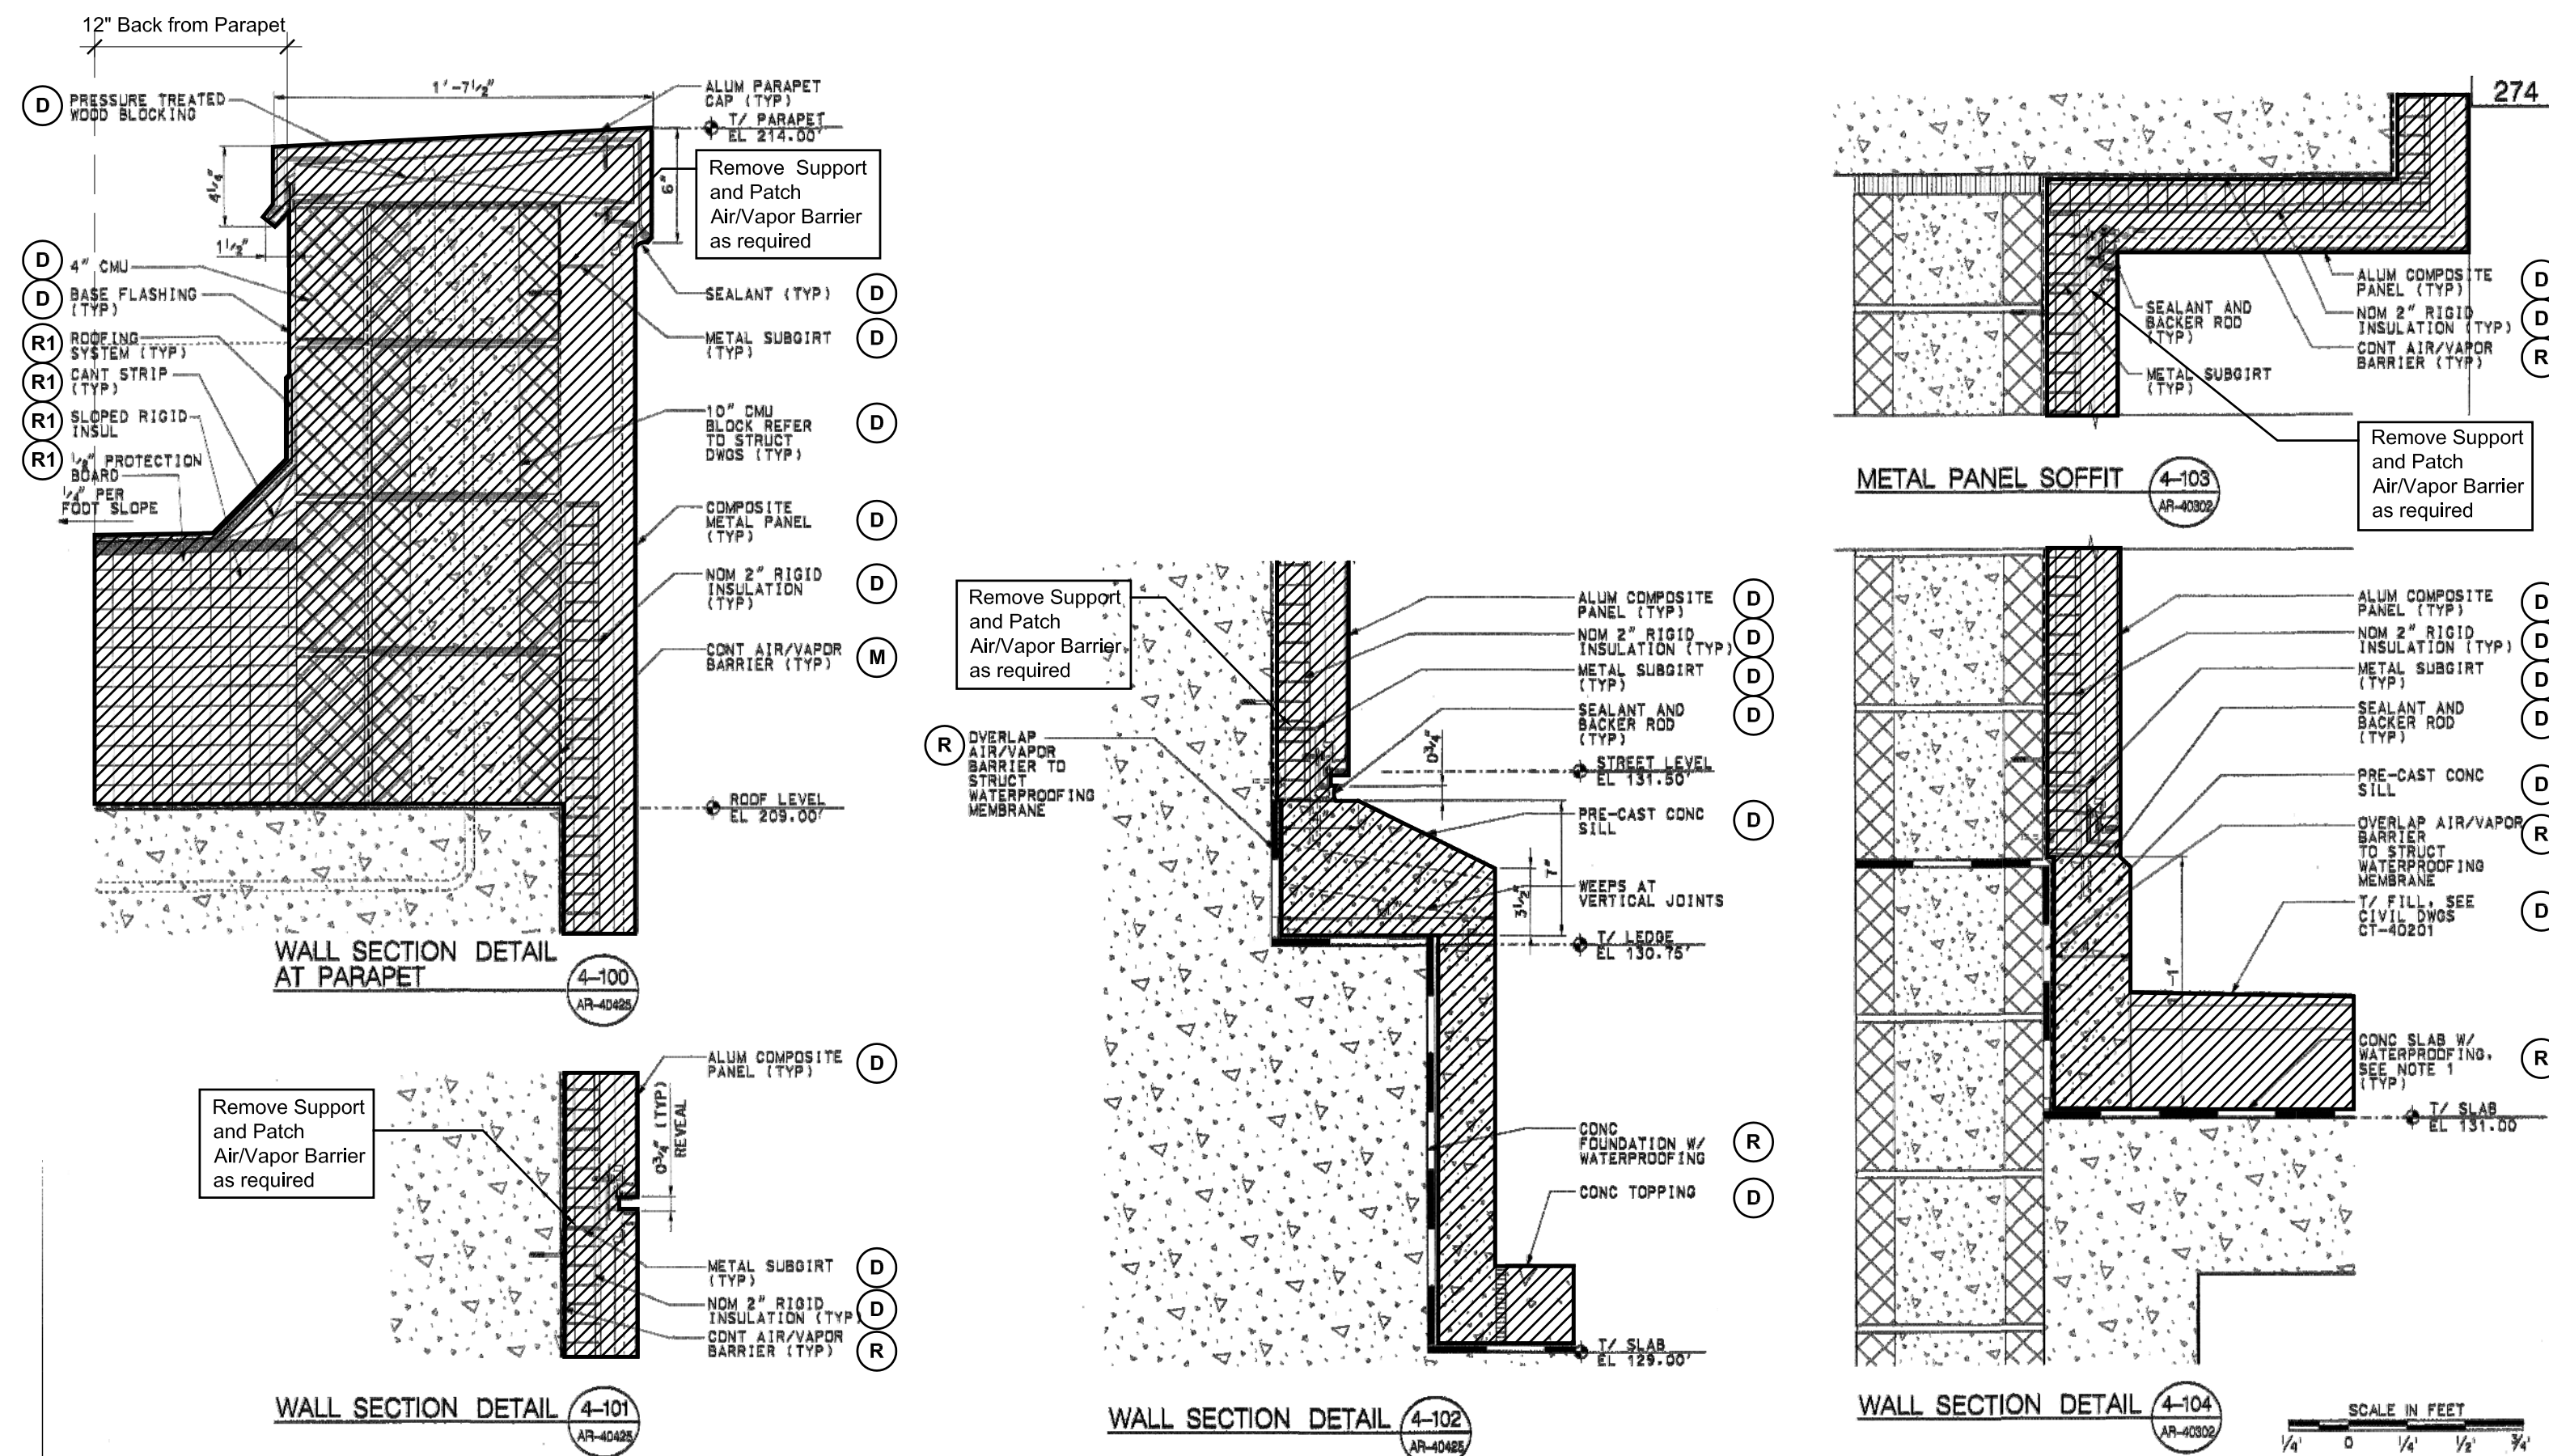 12" Back from Parapet
D
PRESSURE TREATED
WOOD BLOCKING
1'-7 1/2"
ALUM PARAPET
CAP (TYP)
T/ PARAPET
EL 214.00'
Remove Support
and Patch
Air/Vapor Barrier
as required
4 1/4"
6"
1 1/2"
D
4" CMU
D
BASE FLASHING
(TYP)
R1
ROOFING
SYSTEM (TYP)
R1
CANT STRIP
(TYP)
R1
SLOPED RIGID
INSUL
R1
1/2" PROTECTION
BOARD
1/4" PER
FOOT SLOPE
SEALANT (TYP)
D
METAL SUBGIRT
(TYP)
D
10" CMU
BLOCK REFER
TO STRUCT
DWGS (TYP)
D
COMPOSITE
METAL PANEL
(TYP)
D
NOM 2" RIGID
INSULATION
(TYP)
D
CONT AIR/VAPOR
BARRIER (TYP)
M
ROOF LEVEL
EL 209.00'
WALL SECTION DETAIL
AT PARAPET
4-100
AR-40425
ALUM COMPOSITE
PANEL (TYP)
D
Remove Support
and Patch
Air/Vapor Barrier
as required
0 3/4" (TYP)
REVEAL
METAL SUBGIRT
(TYP)
D
NOM 2" RIGID
INSULATION (TYP)
D
CONT AIR/VAPOR
BARRIER (TYP)
R
WALL SECTION DETAIL
4-101
AR-40425
Remove Support
and Patch
Air/Vapor Barrier
as required
R
OVERLAP
AIR/VAPOR
BARRIER TO
STRUCT
WATERPROOFING
MEMBRANE
ALUM COMPOSITE
PANEL (TYP)
D
NOM 2" RIGID
INSULATION (TYP)
D
METAL SUBGIRT
(TYP)
D
SEALANT AND
BACKER ROD
(TYP)
D
0 3/4"
STREET LEVEL
EL 131.50'
PRE-CAST CONC
SILL
D
7"
3 1/2"
WEEPS AT
VERTICAL JOINTS
T/ LEDGE
EL 130.75'
CONC
FOUNDATION W/
WATERPROOFING
R
CONC TOPPING
D
T/ SLAB
EL 129.00'
WALL SECTION DETAIL
4-102
AR-40425
274
ALUM COMPOSITE
PANEL (TYP)
D
NOM 2" RIGID
INSULATION (TYP)
D
CONT AIR/VAPOR
BARRIER (TYP)
R
SEALANT AND
BACKER ROD
(TYP)
METAL SUBGIRT
(TYP)
Remove Support
and Patch
Air/Vapor Barrier
as required
METAL PANEL SOFFIT
4-103
AR-40302
ALUM COMPOSITE
PANEL (TYP)
D
NOM 2" RIGID
INSULATION (TYP)
D
METAL SUBGIRT
(TYP)
D
SEALANT AND
BACKER ROD
(TYP)
D
PRE-CAST CONC
SILL
D
OVERLAP AIR/VAPOR
BARRIER
TO STRUCT
WATERPROOFING
MEMBRANE
R
T/ FILL, SEE
CIVIL DWGS
CT-40201
D
CONC SLAB W/
WATERPROOFING.
SEE NOTE 1
(TYP)
R
T/ SLAB
EL 131.00
WALL SECTION DETAIL
4-104
AR-40302
SCALE IN FEET
1/4' 0 1/4' 1/2' 3/4'